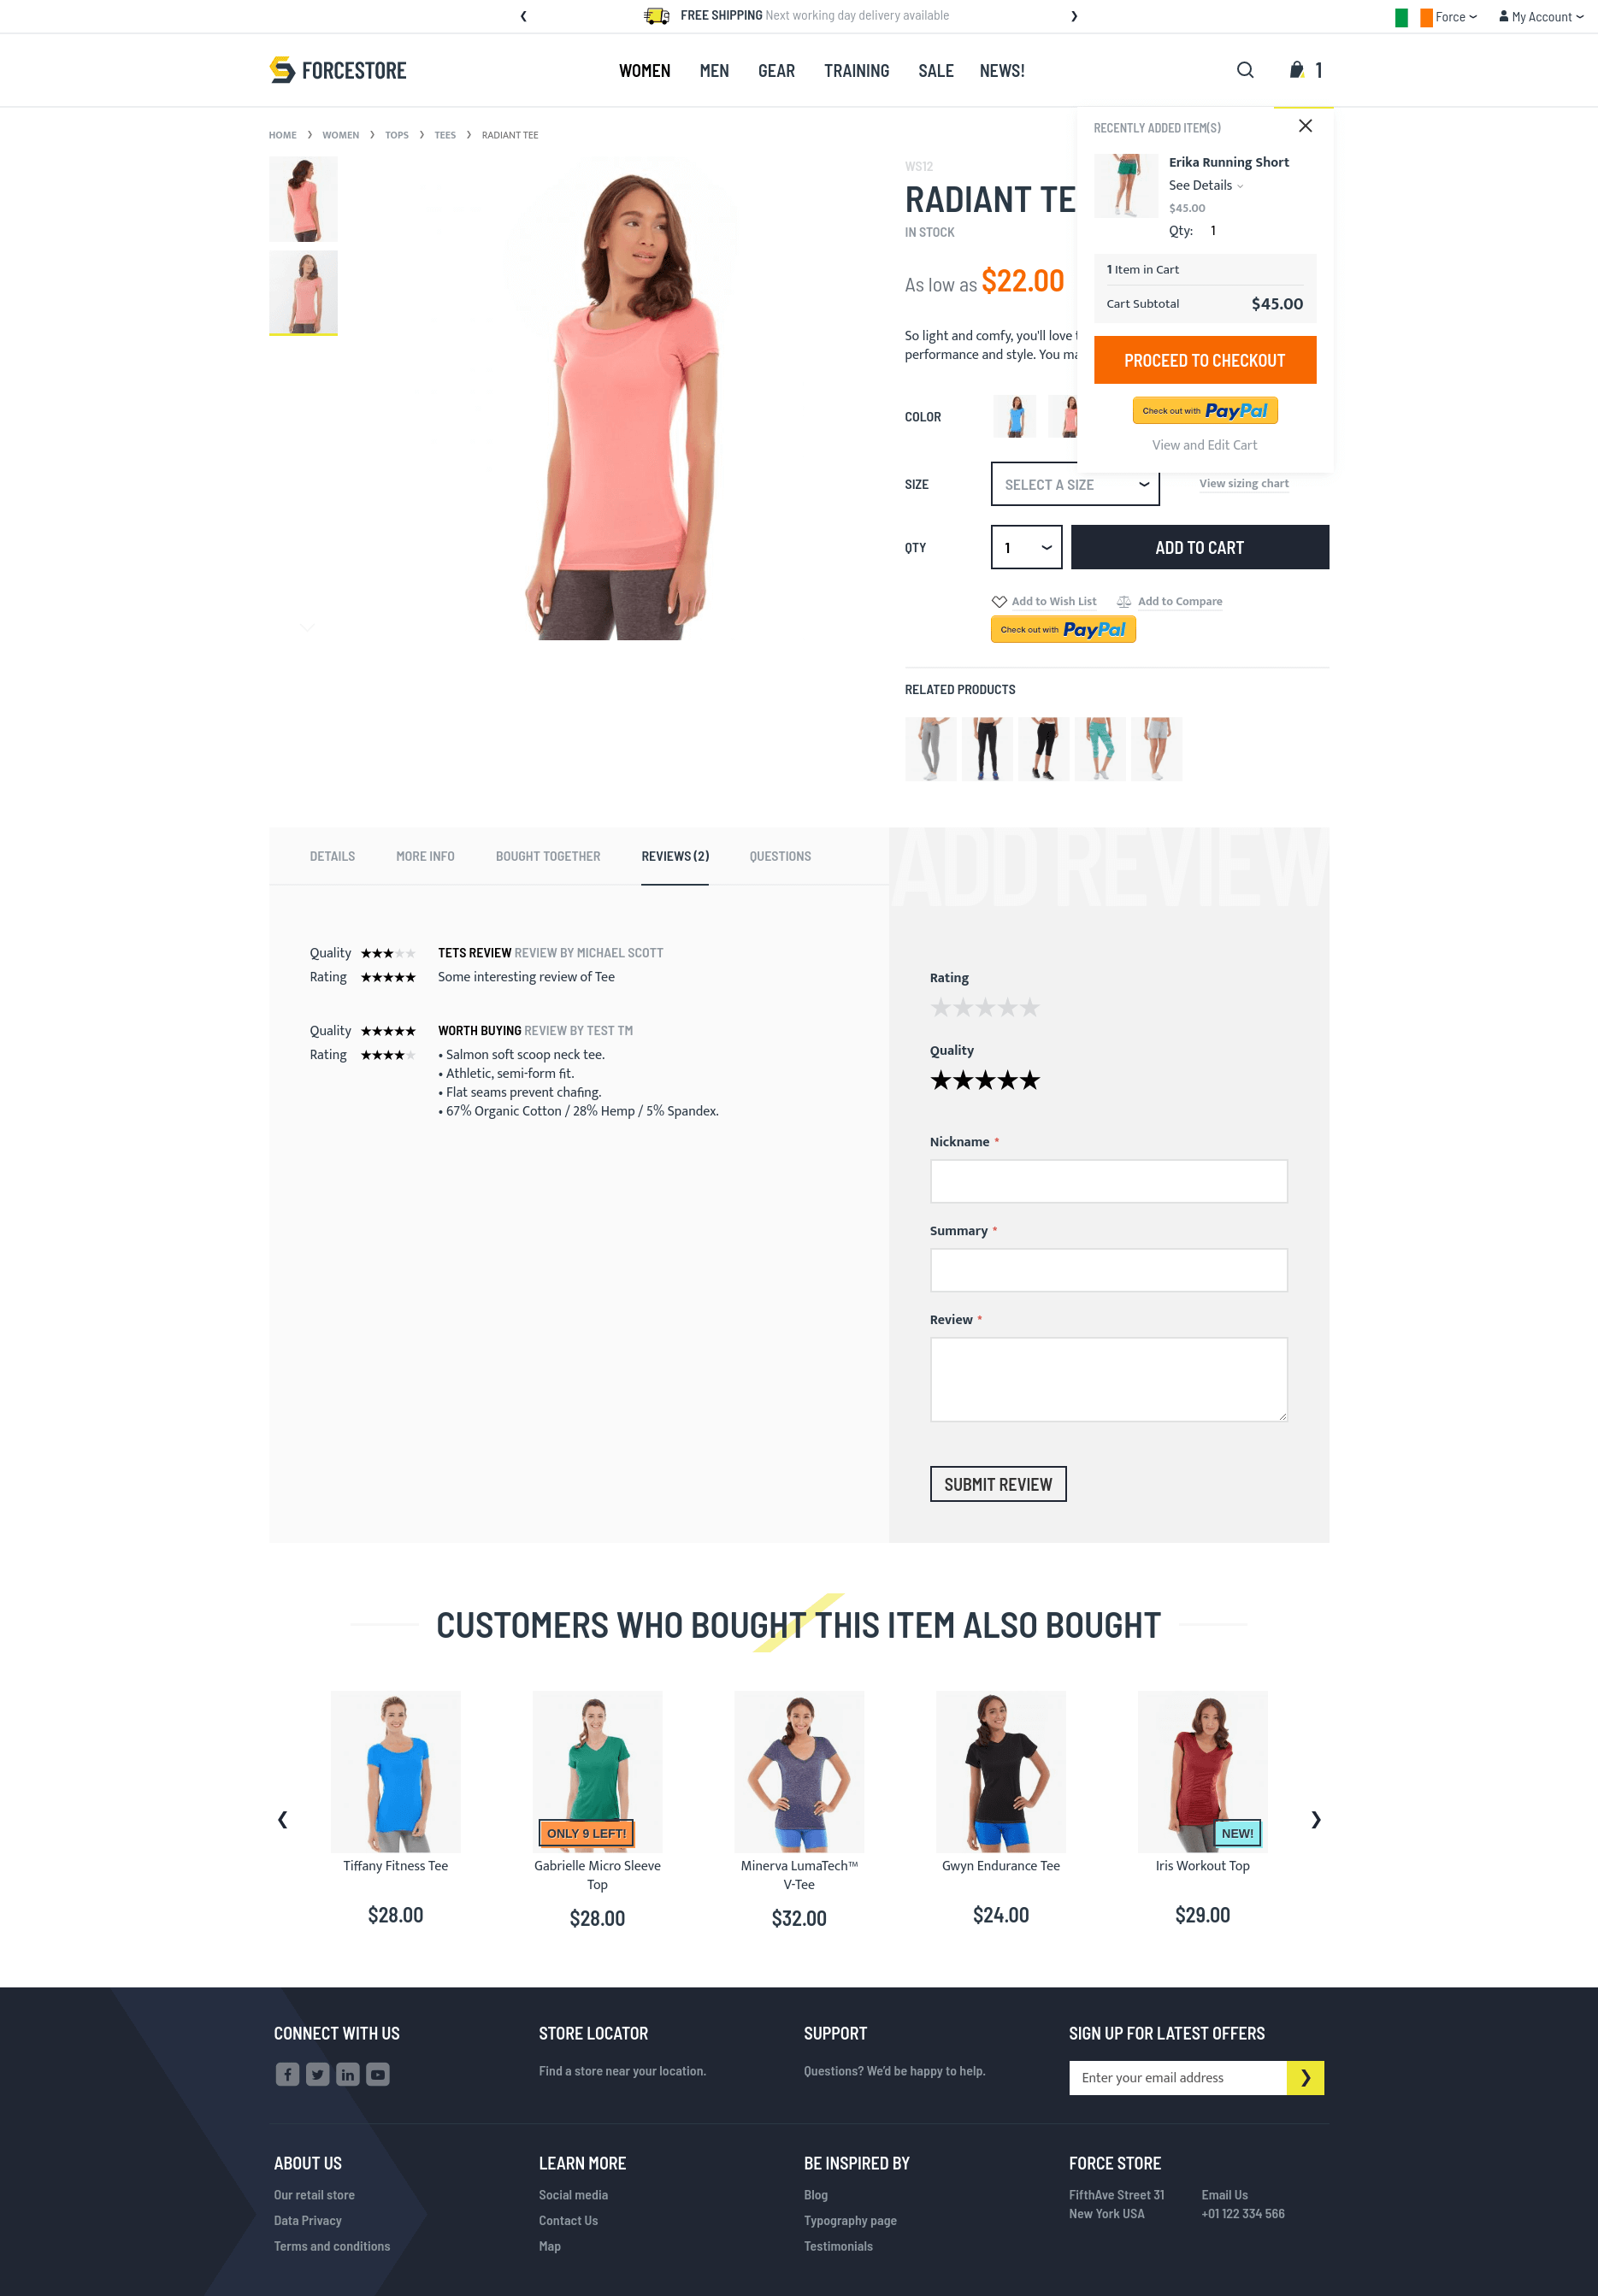 FREE SHIPPING Next working day delivery available
Force
My Account
FORCESTORE
WOMEN MEN GEAR TRAINING SALE NEWS!
1
HOME WOMEN TOPS TEES RADIANT TEE
RECENTLY ADDED ITEM(S)
Erika Running Short
See Details
$45.00
Qty: 1
1 Item in Cart
Cart Subtotal $45.00
PROCEED TO CHECKOUT
Check out with PayPal
View and Edit Cart
WS12
RADIANT TE
IN STOCK
As low as $22.00
So light and comfy, you'll love
performance and style. You
COLOR
SIZE
SELECT A SIZE
View sizing chart
QTY
1
ADD TO CART
Add to Wish List
Add to Compare
Check out with PayPal
RELATED PRODUCTS
DETAILS MORE INFO BOUGHT TOGETHER REVIEWS (2) QUESTIONS
Quality
TETS REVIEW REVIEW BY MICHAEL SCOTT
Rating
Some interesting review of Tee
Quality
WORTH BUYING REVIEW BY TEST TM
Rating
• Salmon soft scoop neck tee.
• Athletic, semi-form fit.
• Flat seams prevent chafing.
• 67% Organic Cotton / 28% Hemp / 5% Spandex.
ADD REVIEW
Rating
Quality
Nickname *
Summary *
Review *
SUBMIT REVIEW
CUSTOMERS WHO BOUGHT THIS ITEM ALSO BOUGHT
Tiffany Fitness Tee
$28.00
ONLY 9 LEFT!
Gabrielle Micro Sleeve
Top
$28.00
Minerva LumaTech™
V-Tee
$32.00
Gwyn Endurance Tee
$24.00
NEW!
Iris Workout Top
$29.00
CONNECT WITH US
STORE LOCATOR
Find a store near your location.
SUPPORT
Questions? We'd be happy to help.
SIGN UP FOR LATEST OFFERS
Enter your email address
ABOUT US
Our retail store
Data Privacy
Terms and conditions
LEARN MORE
Social media
Contact Us
Map
BE INSPIRED BY
Blog
Typography page
Testimonials
FORCE STORE
FifthAve Street 31
New York USA
Email Us
+01 122 334 566